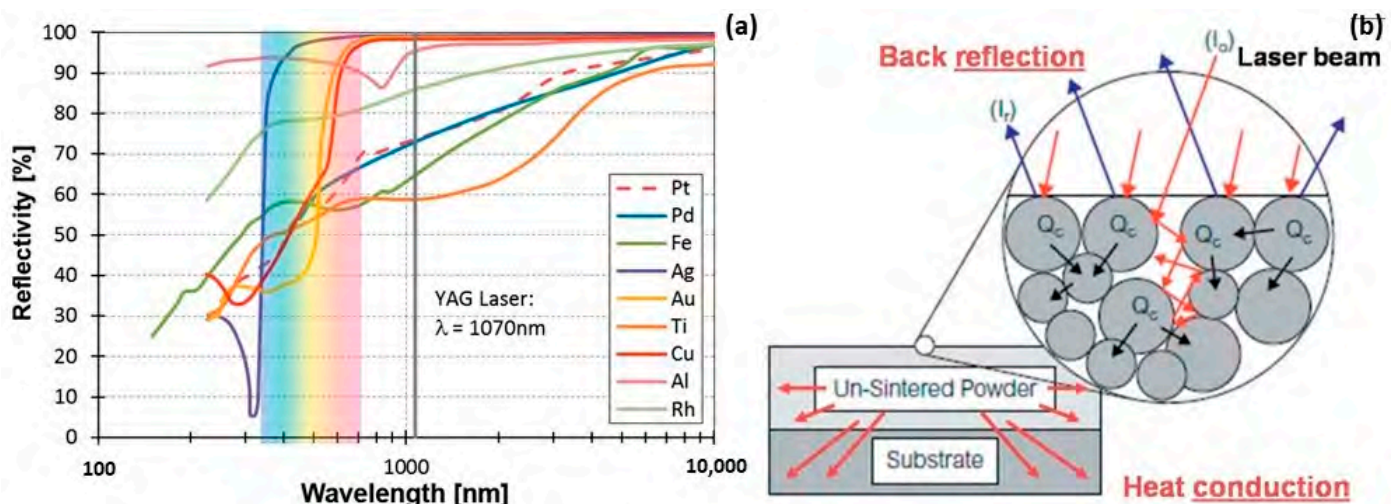 (a)
100
90
80
70
60
50
40
30
20
10
0
Reflectivity [%]
100
1000
10,000
Wavelength [nm]
YAG Laser:
λ = 1070nm
Pt
Pd
Fe
Ag
Au
Ti
Cu
Al
Rh
(b)
Back reflection
(Iₒ)
Laser beam
(Iᵣ)
Q꜀
Q꜀
Q꜀
Q꜀
Q꜀
Un-Sintered Powder
Substrate
Heat conduction